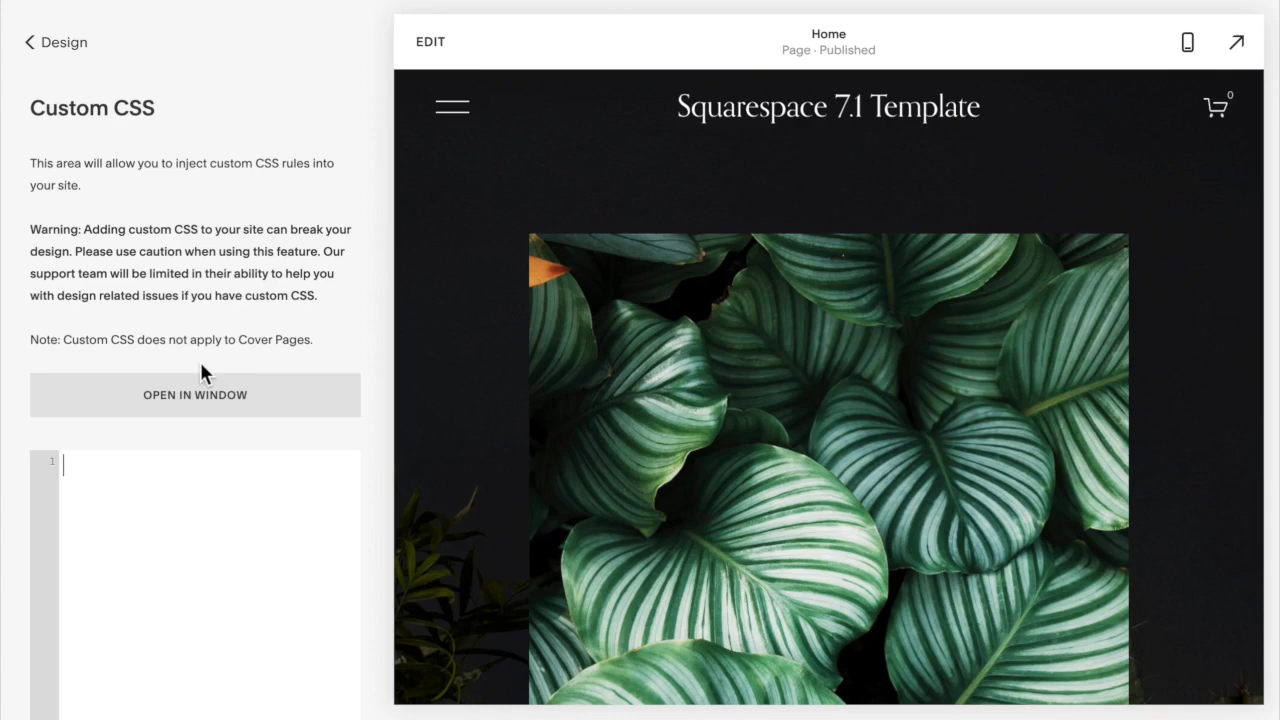 Design
Custom CSS
This area will allow you to inject custom CSS rules into
your site.
Warning: Adding custom CSS to your site can break your
design. Please use caution when using this feature. Our
support team will be limited in their ability to help you
with design related issues if you have custom CSS.
Note: Custom CSS does not apply to Cover Pages.
OPEN IN WINDOW
1
EDIT
Home
Page · Published
Squarespace 7.1 Template
0